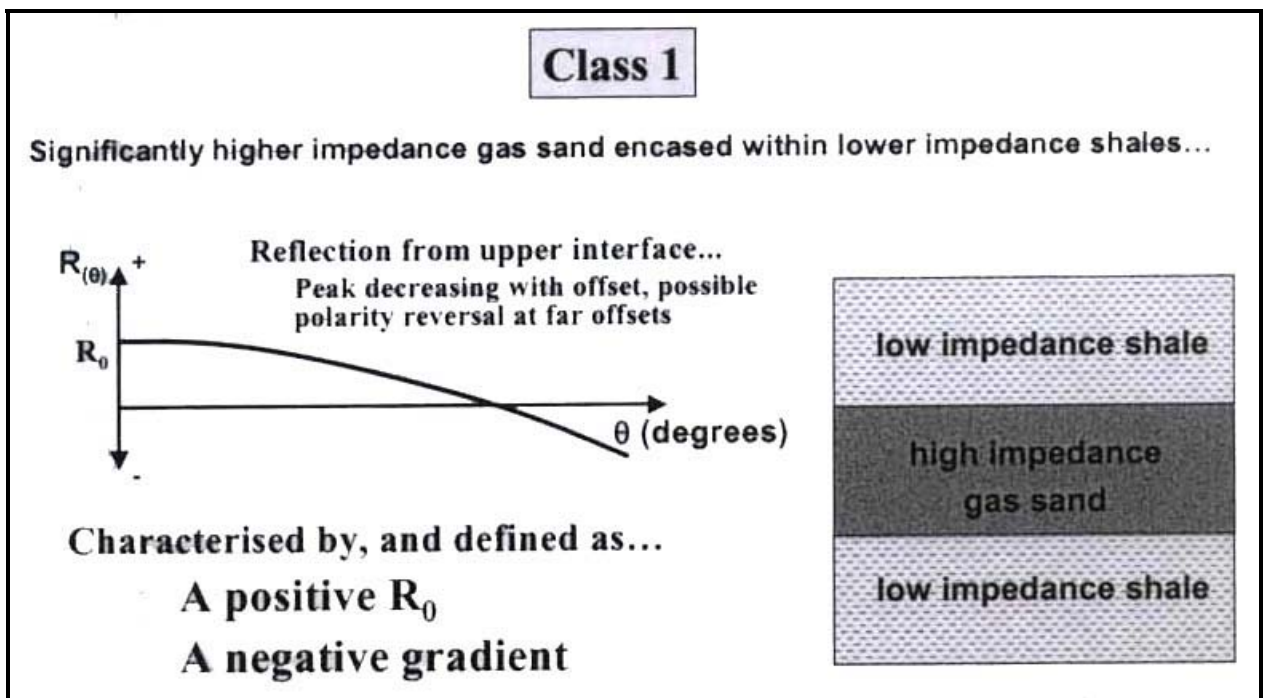 Class 1
Significantly higher impedance gas sand encased within lower impedance shales...
R(θ)
+
Reflection from upper interface...
Peak decreasing with offset, possible
polarity reversal at far offsets
R0
θ (degrees)
-
Characterised by, and defined as...
A positive R0
A negative gradient
low impedance shale
high impedance
gas sand
low impedance shale